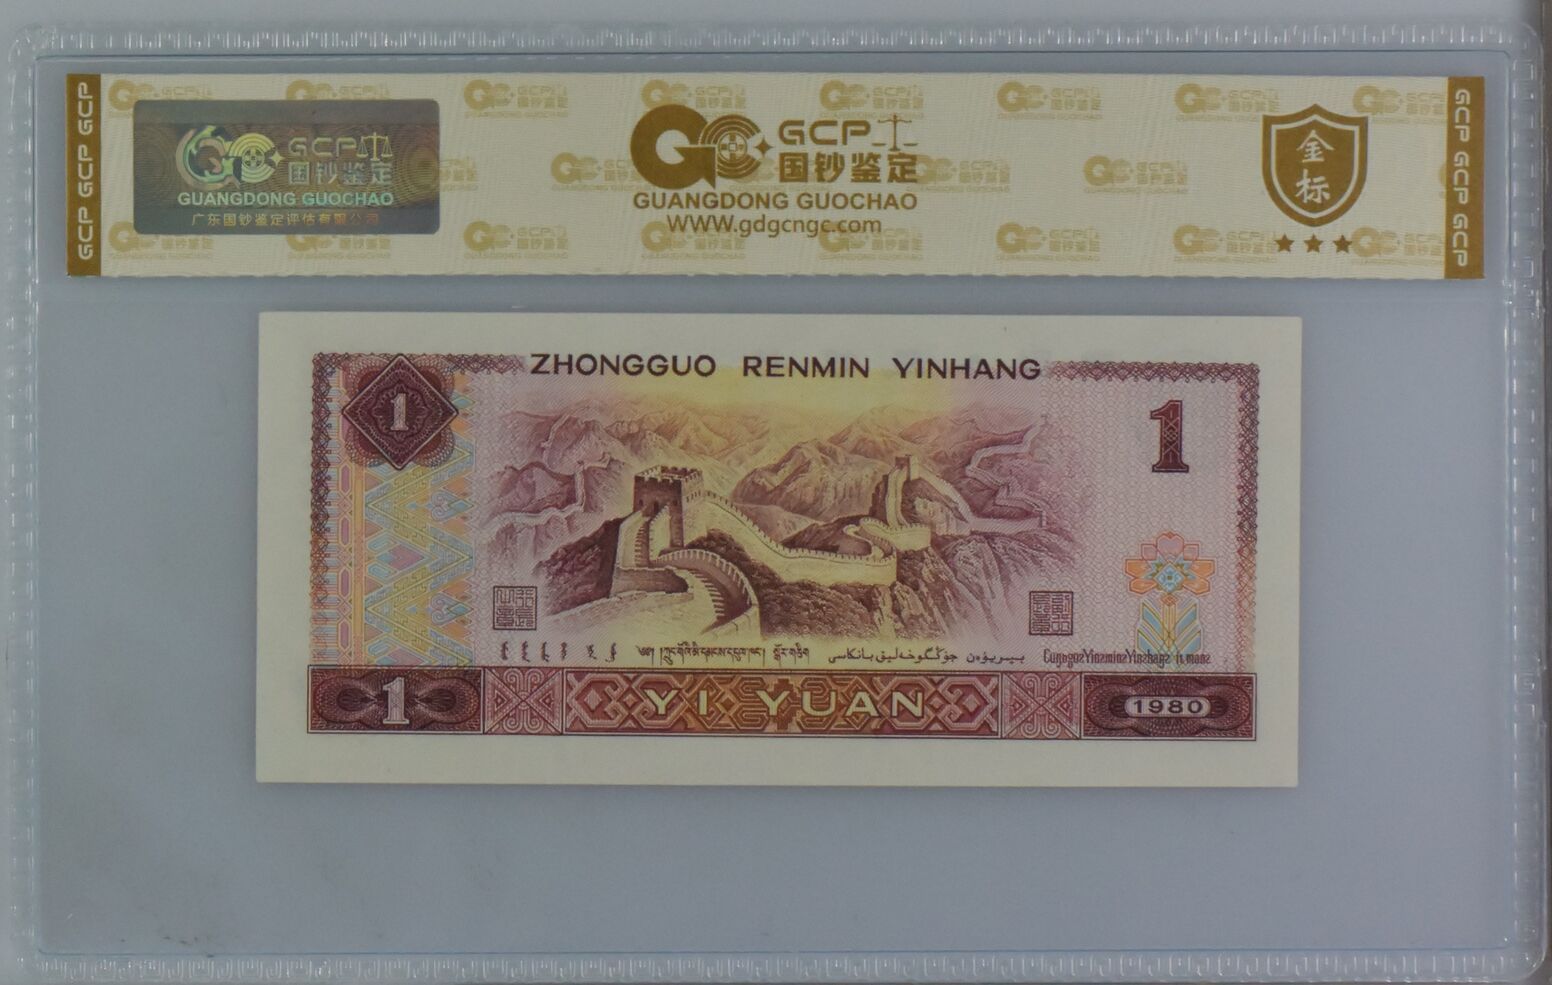 GCP GCP GCP
GCP
国钞鉴定
GUANGDONG GUOCHAO
广东国钞鉴定评估有限公司
GCP
国钞鉴定
GUANGDONG GUOCHAO
WWW.gdgcngc.com
金标
GCP GCP GCP
ZHONGGUO RENMIN YINHANG
1
1
1 YI YUAN 1980